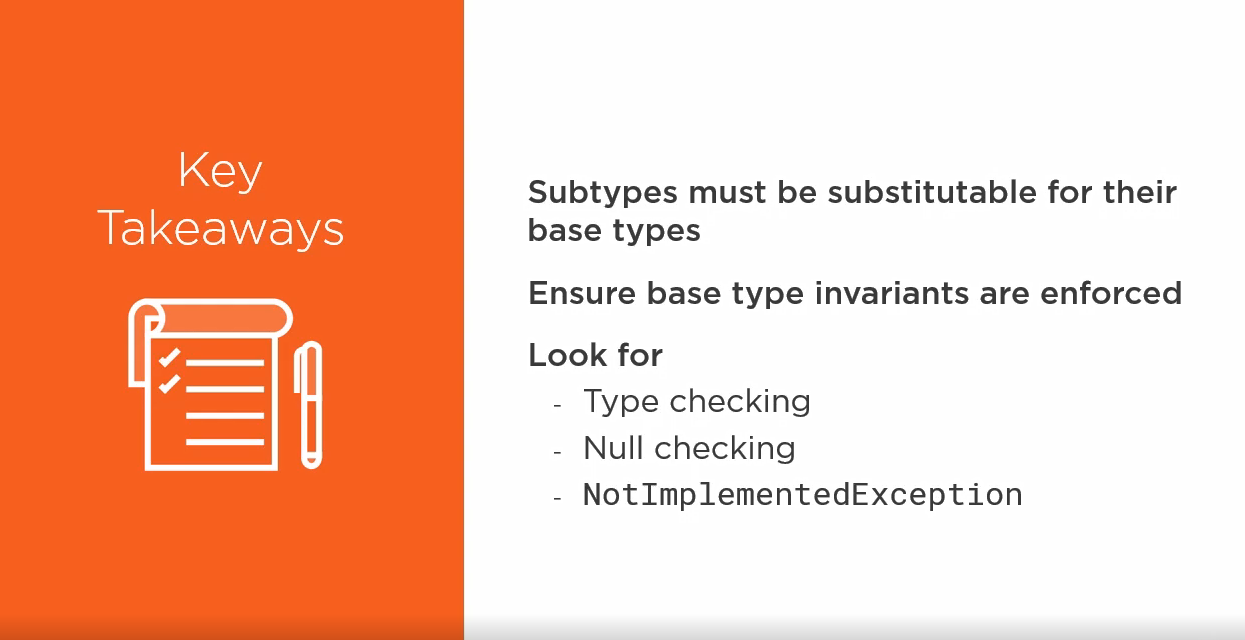 Key
Takeaways
Subtypes must be substitutable for their
base types
Ensure base type invariants are enforced
Look for
- Type checking
- Null checking
- NotImplementedException